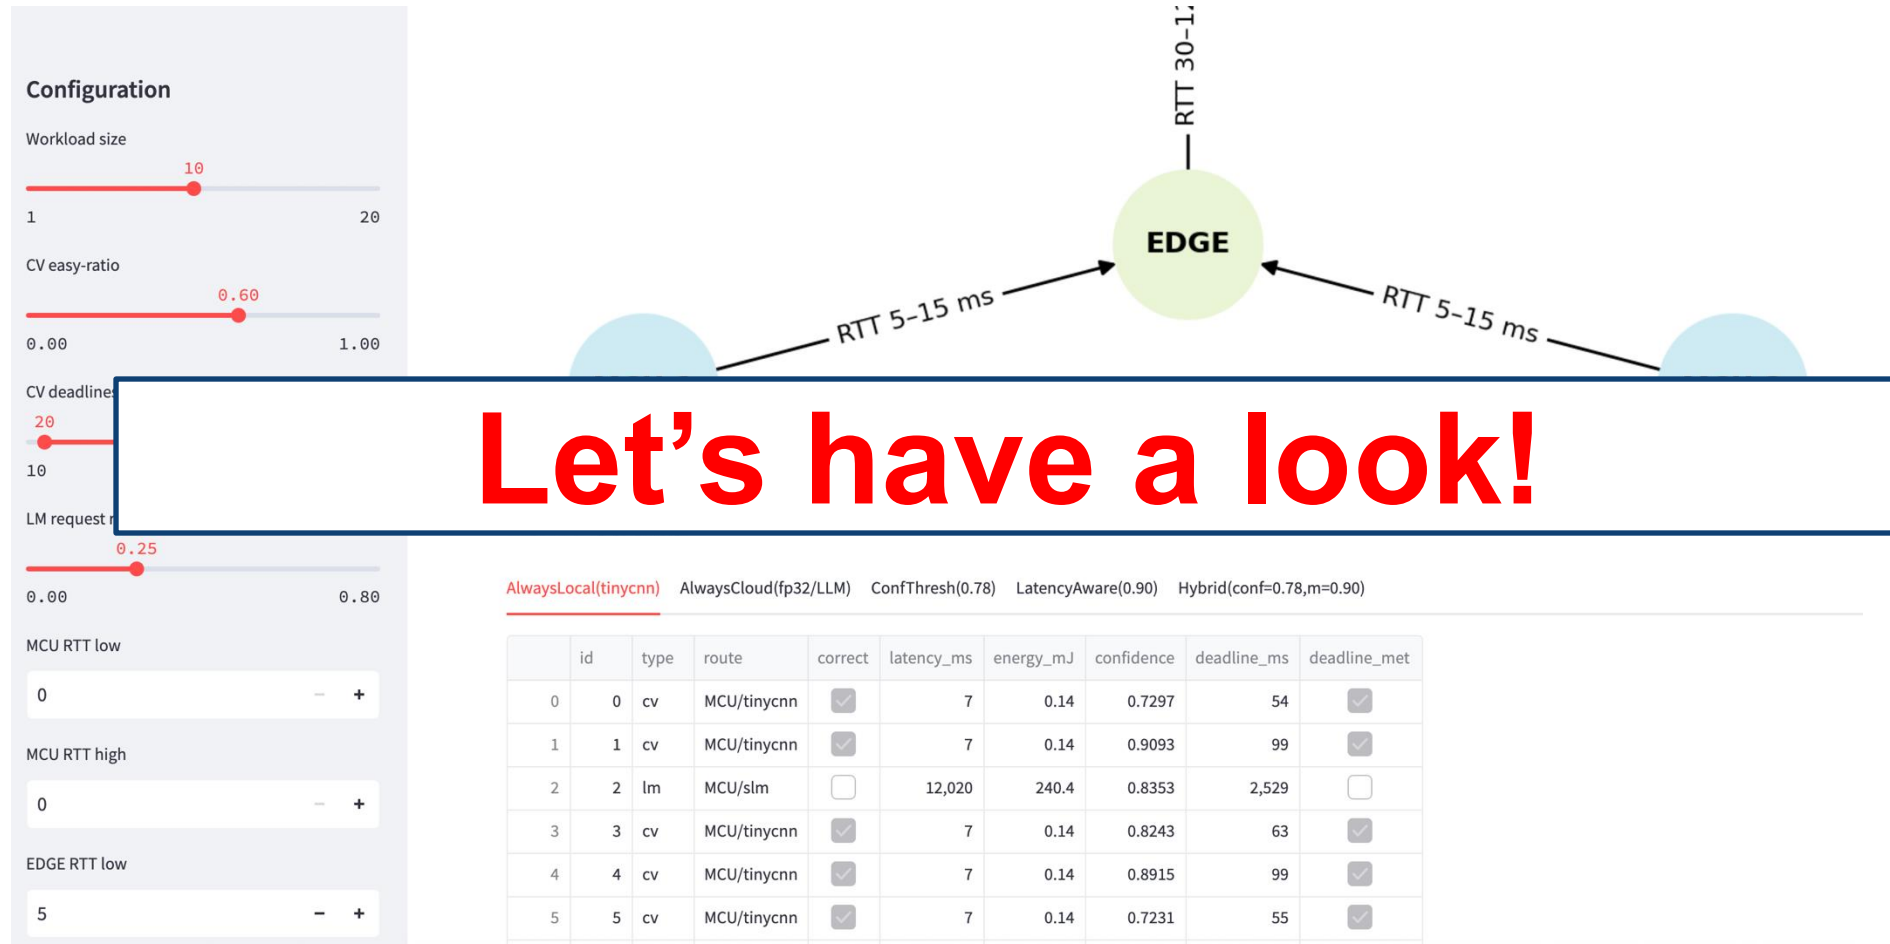 Configuration
Workload size
10
1 20
CV easy-ratio
0.60
0.00 1.00
CV deadlines
20
10
LM request
0.25
0.00 0.80
MCU RTT low
0 − +
MCU RTT high
0 − +
EDGE RTT low
5 − +
RTT 30–12
EDGE
RTT 5–15 ms
RTT 5–15 ms
Let’s have a look!
AlwaysLocal(tinycnn) AlwaysCloud(fp32/LLM) ConfThresh(0.78) LatencyAware(0.90) Hybrid(conf=0.78,m=0.90)
id type route correct latency_ms energy_mJ confidence deadline_ms deadline_met
0 0 cv MCU/tinycnn 7 0.14 0.7297 54
1 1 cv MCU/tinycnn 7 0.14 0.9093 99
2 2 lm MCU/slm 12,020 240.4 0.8353 2,529
3 3 cv MCU/tinycnn 7 0.14 0.8243 63
4 4 cv MCU/tinycnn 7 0.14 0.8915 99
5 5 cv MCU/tinycnn 7 0.14 0.7231 55